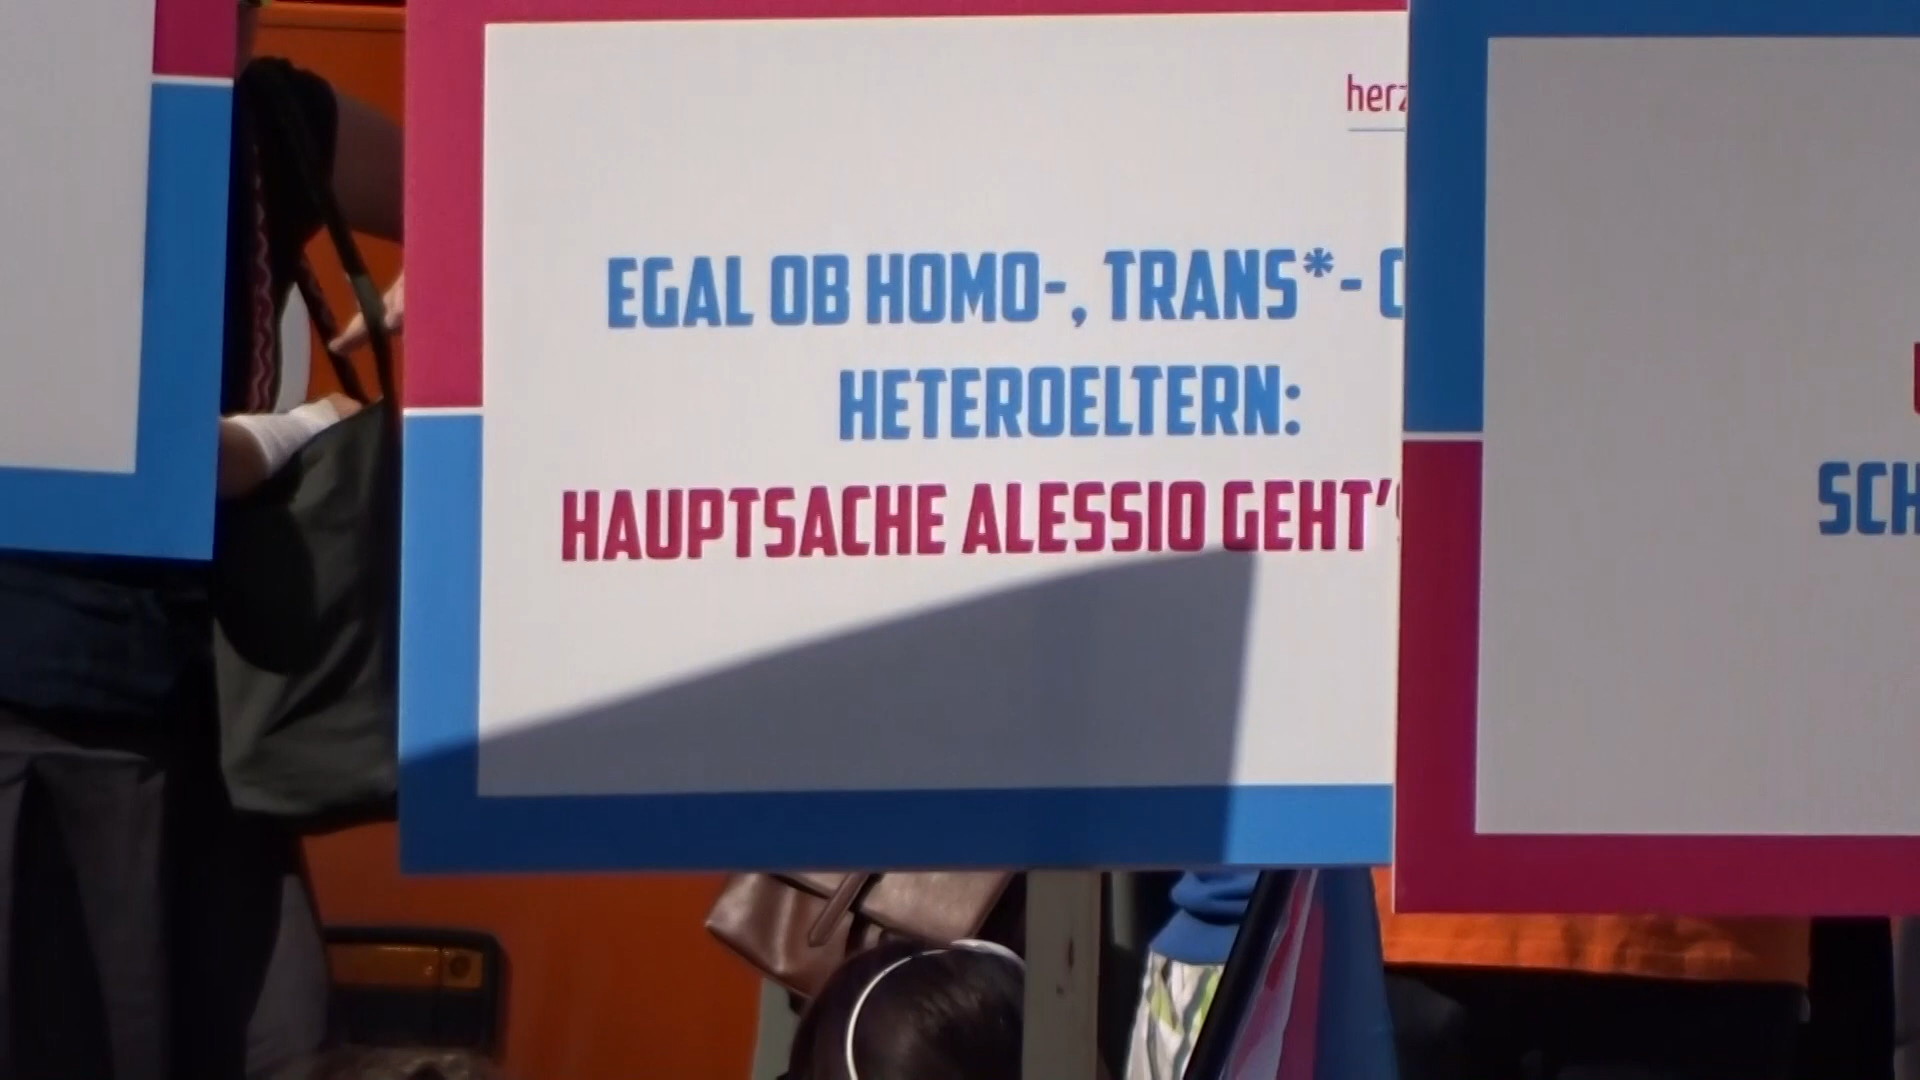 herz
EGAL OB HOMO-, TRANS*-
HETEROELTERN:
HAUPTSACHE ALESSIO GEHT'S
SCH